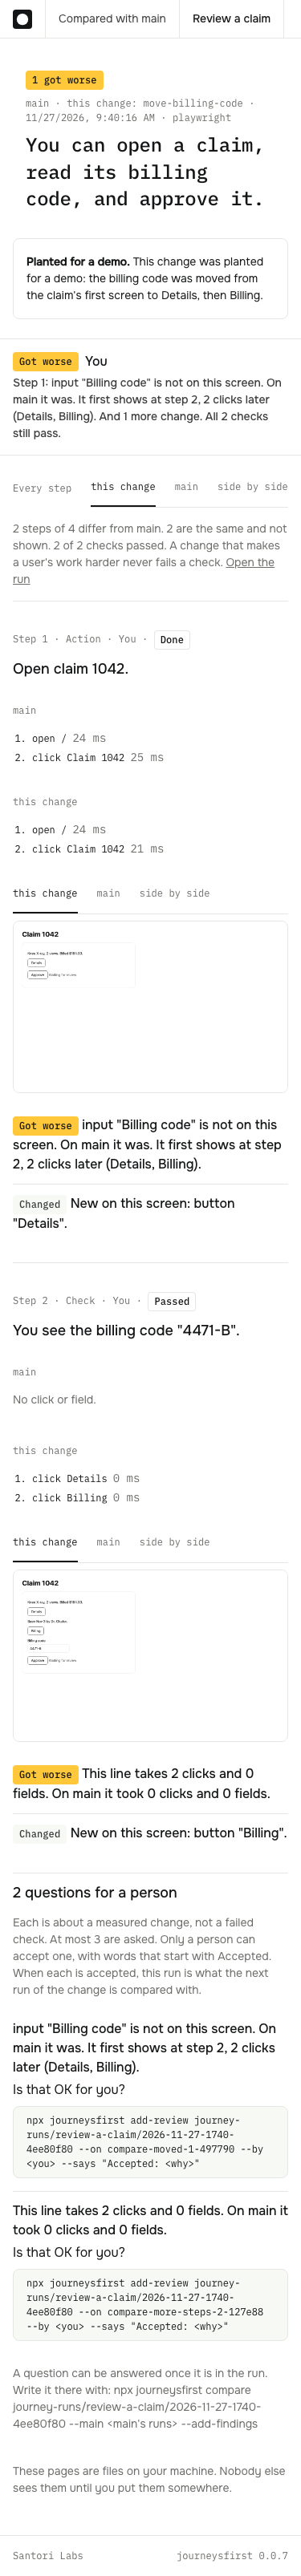 Compared with main
Review a claim
1 got worse
main · this change: move-billing-code ·
11/27/2026, 9:40:16 AM · playwright
You can open a claim,
read its billing
code, and approve it.
Planted for a demo. This change was planted
for a demo: the billing code was moved from
the claim's first screen to Details, then Billing.
Got worse You
Step 1: input "Billing code" is not on this screen. On
main it was. It first shows at step 2, 2 clicks later
(Details, Billing). And 1 more change. All 2 checks
still pass.
Every step this change main side by side
2 steps of 4 differ from main. 2 are the same and not
shown. 2 of 2 checks passed. A change that makes
a user's work harder never fails a check. Open the
run
Step 1 · Action · You · Done
Open claim 1042.
main
1. open / 24 ms
2. click Claim 1042 25 ms
this change
1. open / 24 ms
2. click Claim 1042 21 ms
this change main side by side
Claim 1042
Details
Approve Waiting for review
Got worse input "Billing code" is not on this
screen. On main it was. It first shows at step
2, 2 clicks later (Details, Billing).
Changed New on this screen: button
"Details".
Step 2 · Check · You · Passed
You see the billing code "4471-B".
main
No click or field.
this change
1. click Details 0 ms
2. click Billing 0 ms
this change main side by side
Claim 1042
Details
Billing
Billing code
4471-B
Approve Waiting for review
Got worse This line takes 2 clicks and 0
fields. On main it took 0 clicks and 0 fields.
Changed New on this screen: button "Billing".
2 questions for a person
Each is about a measured change, not a failed
check. At most 3 are asked. Only a person can
accept one, with words that start with Accepted.
When each is accepted, this run is what the next
run of the change is compared with.
input "Billing code" is not on this screen. On
main it was. It first shows at step 2, 2 clicks
later (Details, Billing).
Is that OK for you?
npx journeysfirst add-review journey-
runs/review-a-claim/2026-11-27-1740-
4ee80f80 --on compare-moved-1-497790 --by
<you> --says "Accepted: <why>"
This line takes 2 clicks and 0 fields. On main it
took 0 clicks and 0 fields.
Is that OK for you?
npx journeysfirst add-review journey-
runs/review-a-claim/2026-11-27-1740-
4ee80f80 --on compare-more-steps-2-127e88
--by <you> --says "Accepted: <why>"
A question can be answered once it is in the run.
Write it there with: npx journeysfirst compare
journey-runs/review-a-claim/2026-11-27-1740-
4ee80f80 --main <main's runs> --add-findings
These pages are files on your machine. Nobody else
sees them until you put them somewhere.
Santori Labs journeysfirst 0.0.7